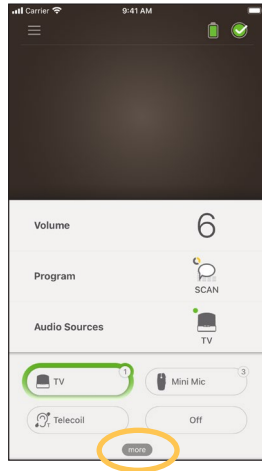 Carrier 9:41 AM
Volume 6
Program
SCAN
Audio Sources
TV
TV 1
Mini Mic 3
T Telecoil
Off
more